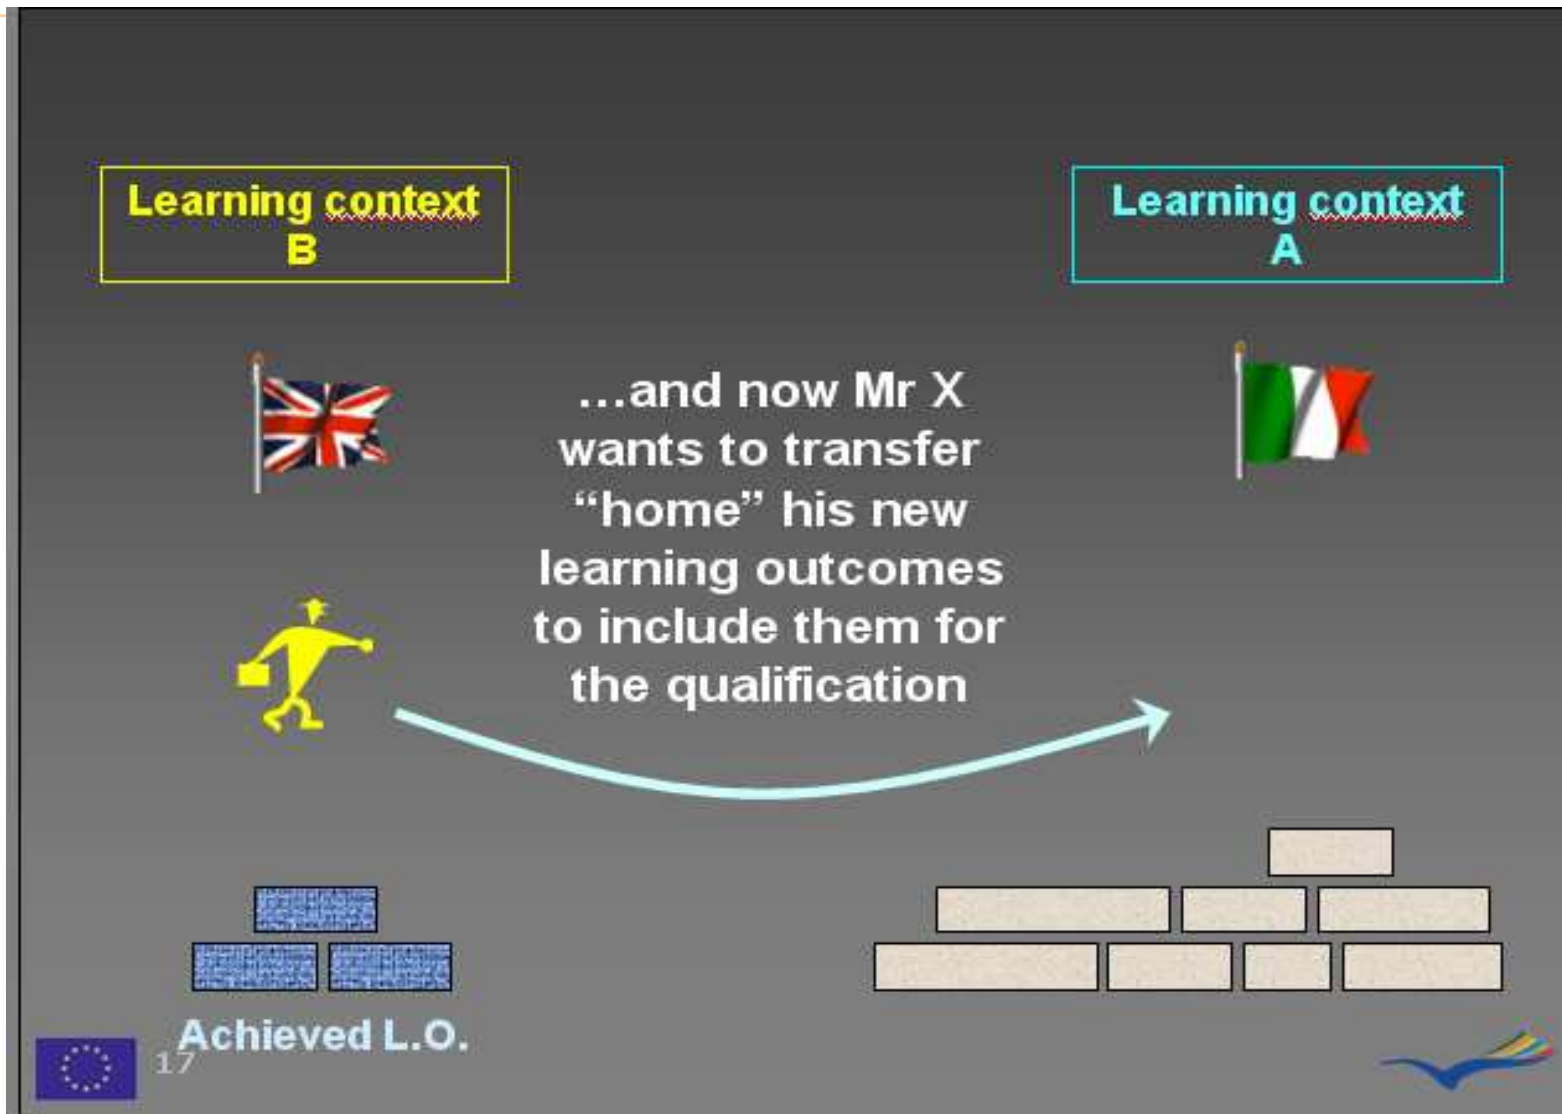 Learning context
B
Learning context
A
…and now Mr X
wants to transfer
“home” his new
learning outcomes
to include them for
the qualification
Achieved L.O.
17